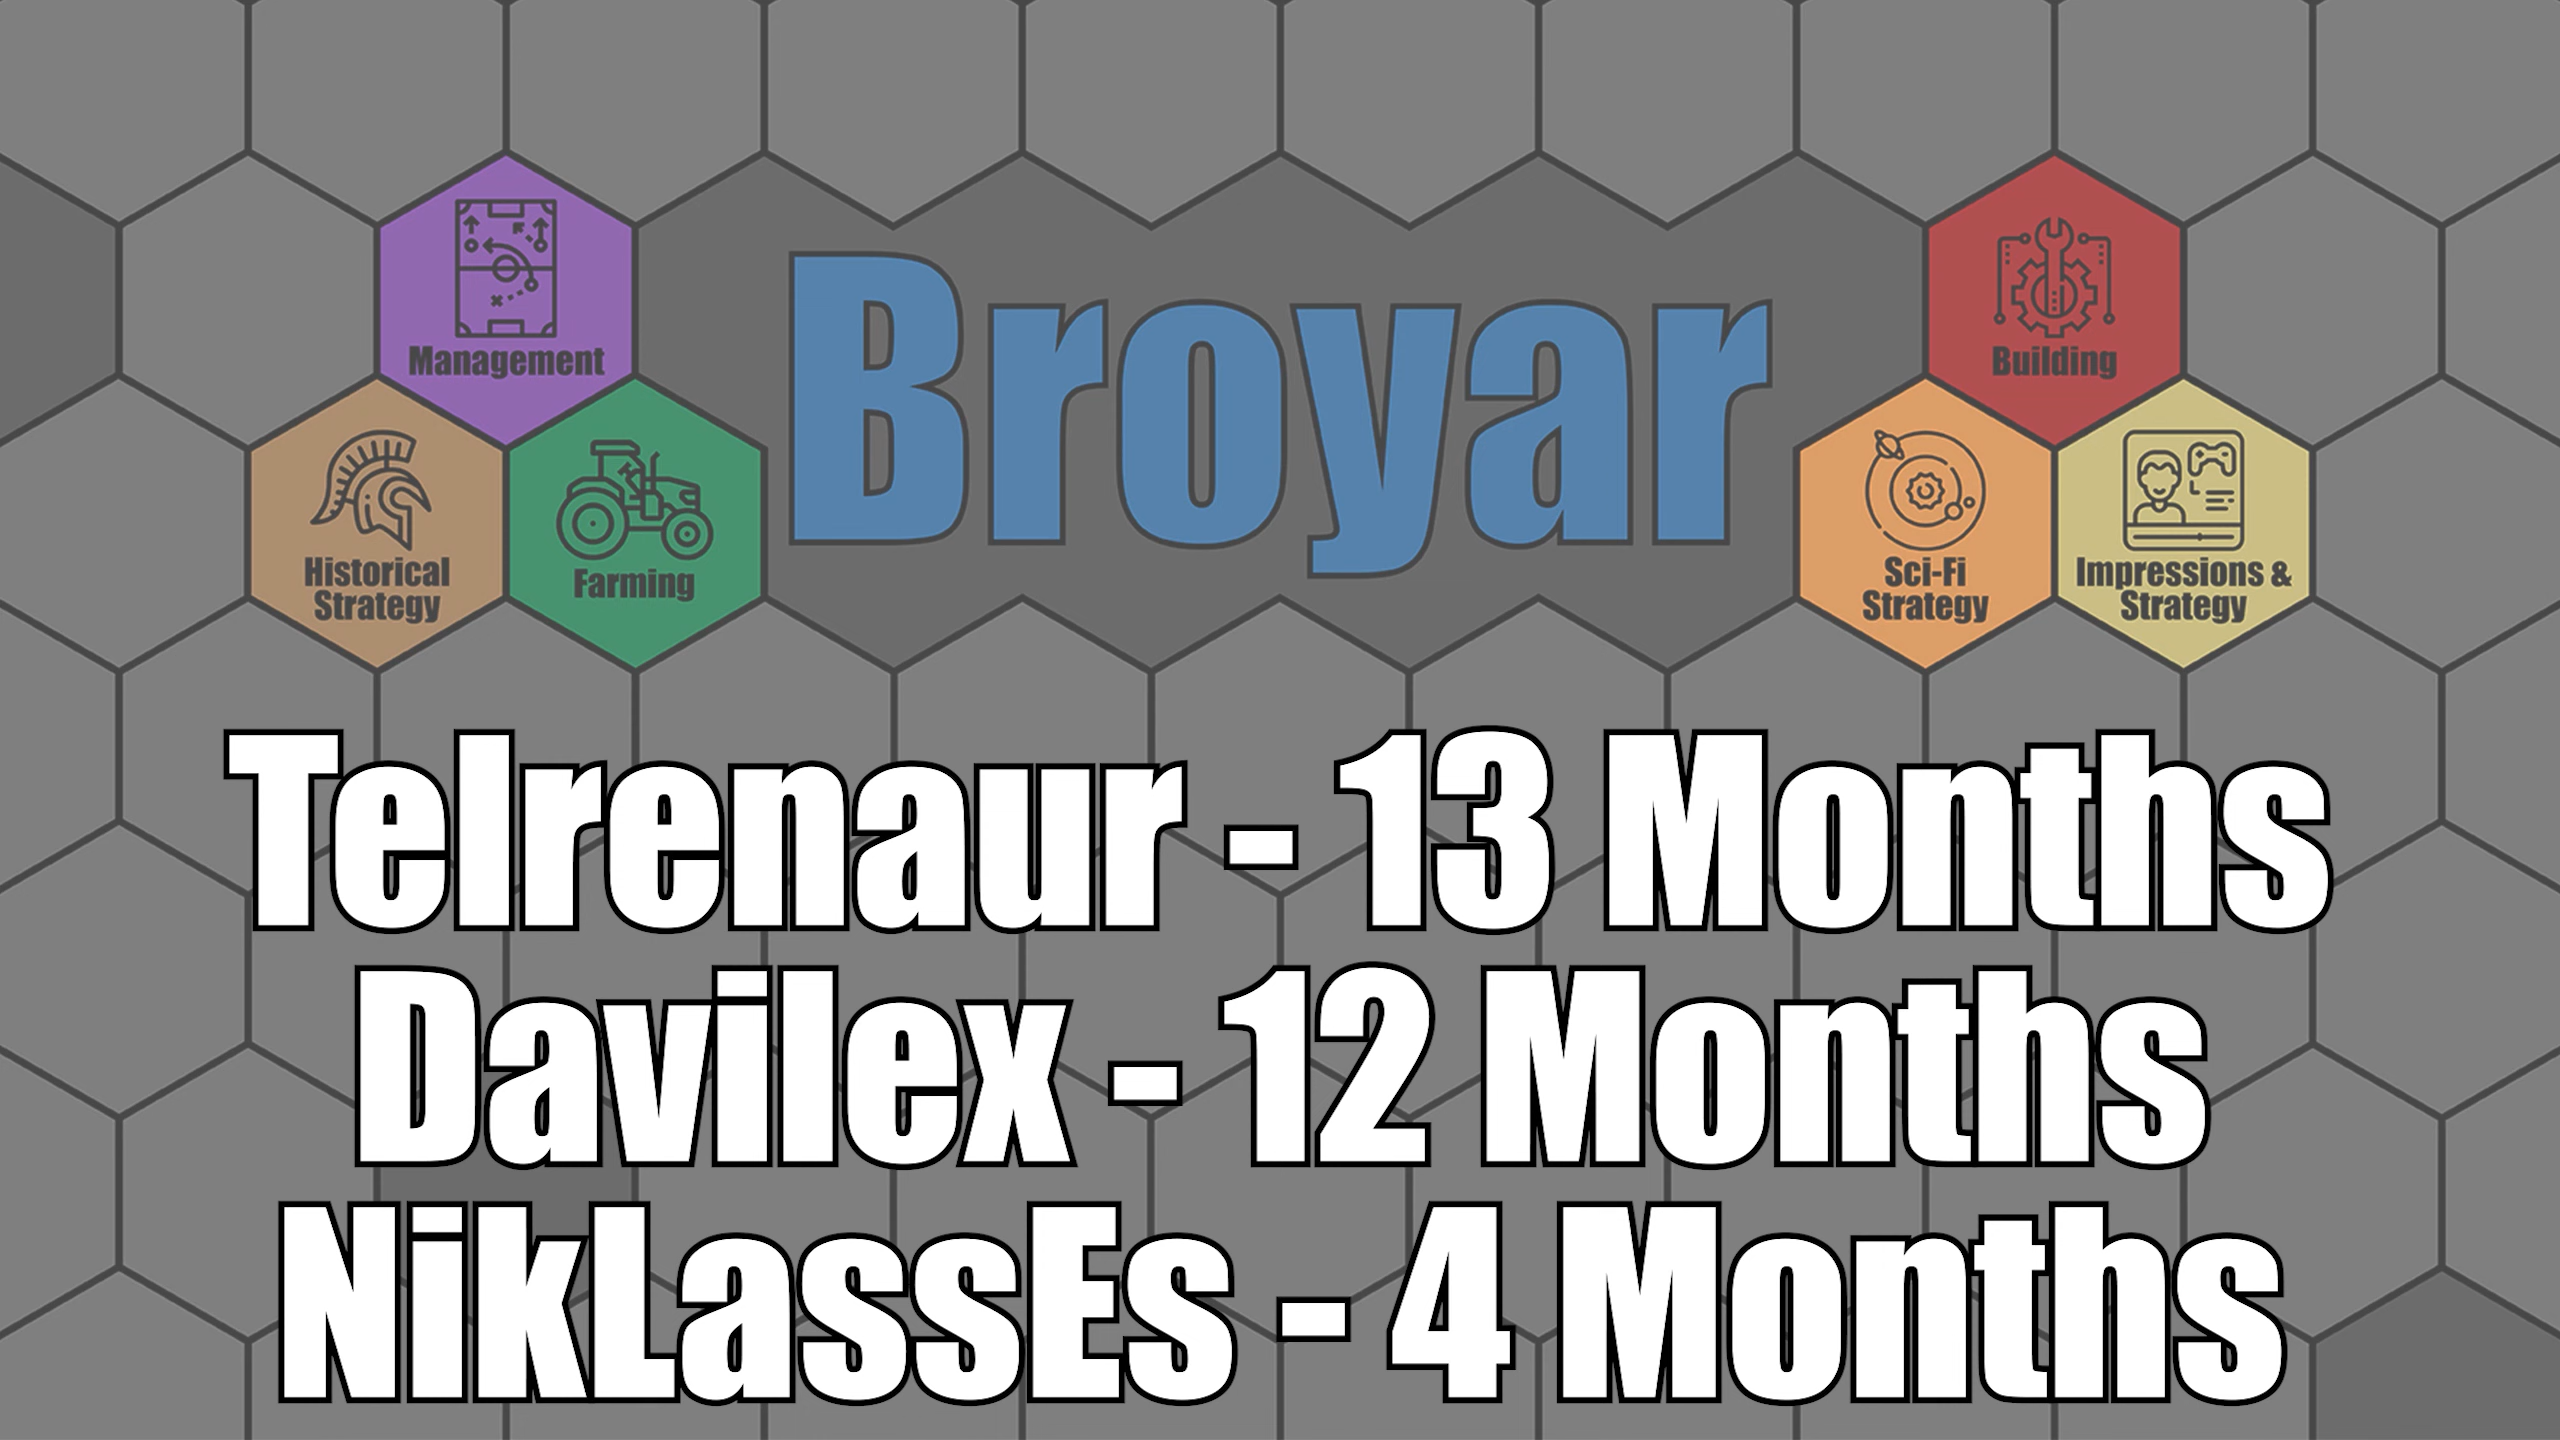 Management
Historical
Strategy
Farming
Broyar
Building
Sci-Fi
Strategy
Impressions &
Strategy
Telrenaur - 13 Months
Davilex - 12 Months
NikLassEs - 4 Months